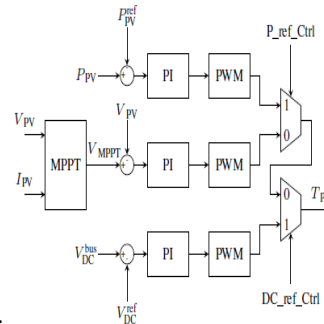 P_PV^ref
P_ref_Ctrl
P_PV
PI
PWM
1
V_PV
V_PV
V_MPPT
PI
PWM
0
MPPT
I_PV
0
T_P
V_DC^bus
PI
PWM
1
V_DC^ref
DC_ref_Ctrl